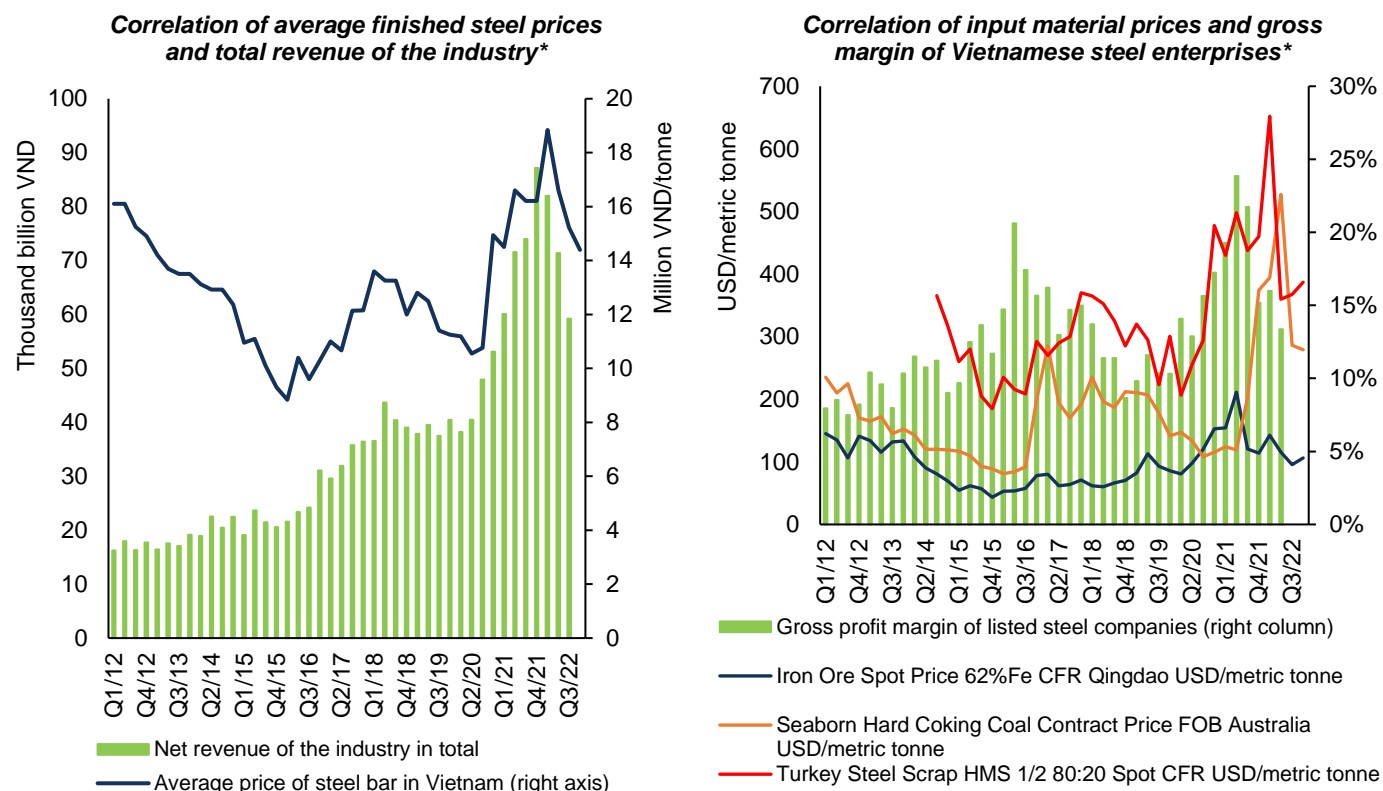 Correlation of average finished steel prices
and total revenue of the industry*
Thousand billion VND
100
90
80
70
60
50
40
30
20
10
0
20
18
16
14
12
10
8
6
4
2
0
Million VND/tonne
Q1/12
Q4/12
Q3/13
Q2/14
Q1/15
Q4/15
Q3/16
Q2/17
Q1/18
Q4/18
Q3/19
Q2/20
Q1/21
Q4/21
Q3/22
Net revenue of the industry in total
Average price of steel bar in Vietnam (right axis)
Correlation of input material prices and gross
margin of Vietnamese steel enterprises*
USD/metric tonne
700
600
500
400
300
200
100
0
30%
25%
20%
15%
10%
5%
0%
Q1/12
Q4/12
Q3/13
Q2/14
Q1/15
Q4/15
Q3/16
Q2/17
Q1/18
Q4/18
Q3/19
Q2/20
Q1/21
Q4/21
Q3/22
Gross profit margin of listed steel companies (right column)
Iron Ore Spot Price 62%Fe CFR Qingdao USD/metric tonne
Seaborn Hard Coking Coal Contract Price FOB Australia
USD/metric tonne
Turkey Steel Scrap HMS 1/2 80:20 Spot CFR USD/metric tonne